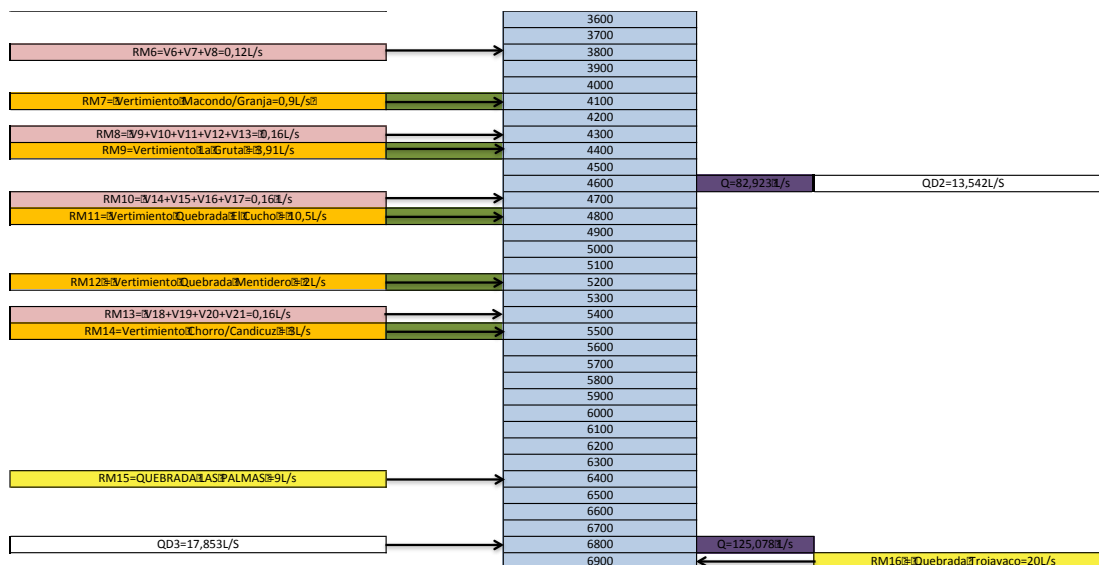 3600
3700
RM6=V6+V7+V8=0,12L/s 3800
3900
4000
RM7= Vertimiento Macondo/Granja=0,9L/s 4100
4200
RM8= V9+V10+V11+V12+V13= 0,16L/s 4300
RM9=Vertimiento La Gruta= 3,91L/s 4400
4500
4600 Q=82,923 L/s QD2=13,542L/S
RM10= V14+V15+V16+V17=0,16 L/s 4700
RM11= Vertimiento Quebrada El Cucho = 10,5L/s 4800
4900
5000
5100
RM12 = Vertimiento Quebrada Mentidero = 2L/s 5200
5300
RM13= V18+V19+V20+V21=0,16L/s 5400
RM14=Vertimiento Chorro/Candicuz = 3L/s 5500
5600
5700
5800
5900
6000
6100
6200
6300
RM15=QUEBRADA LAS PALMAS =9L/s 6400
6500
6600
6700
QD3=17,853L/S 6800 Q=125,078 L/s
6900 RM16 = Quebrada Trojayaco=20L/s